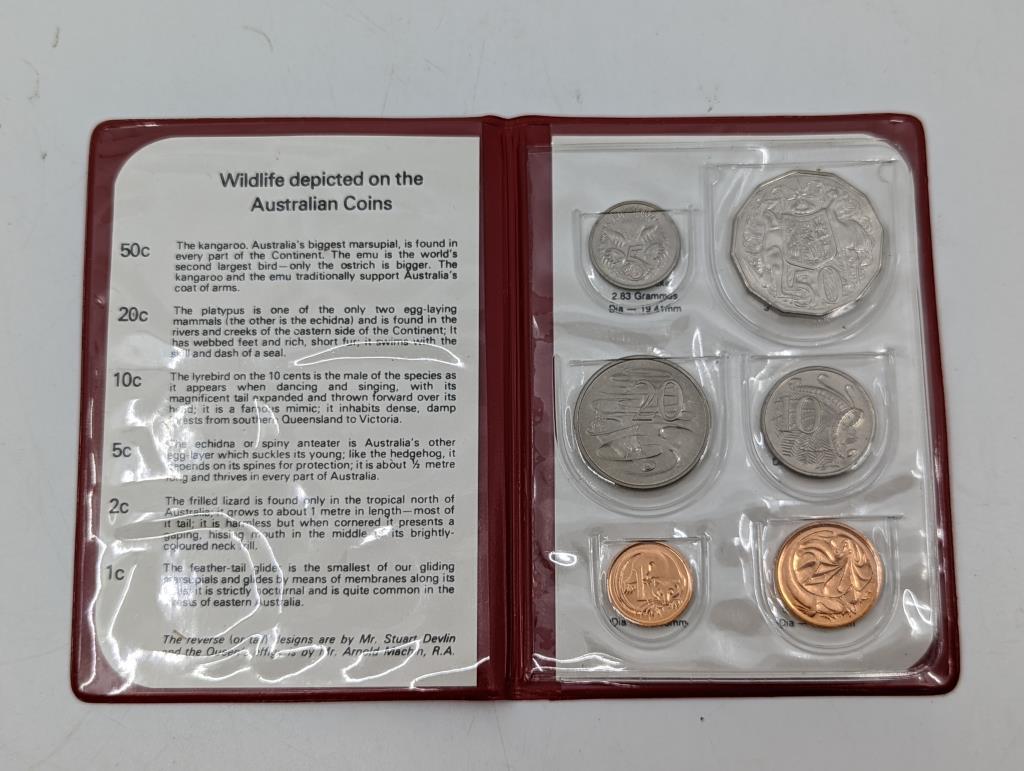 Wildlife depicted on the
Australian Coins
50c
The kangaroo. Australia's biggest marsupial, is found in
every part of the Continent. The emu is the world's
second largest bird—only the ostrich is bigger. The
kangaroo and the emu traditionally support Australia's
coat of arms.
20c
The platypus is one of the only two egg-laying
mammals (the other is the echidna) and is found in the
rivers and creeks of the eastern side of the Continent; It
has webbed feet and rich, short fur; it swims with the
skill and dash of a seal.
10c
The lyrebird on the 10 cents is the male of the species as
it appears when dancing and singing, with its
magnificent tail expanded and thrown forward over its
head; it is a famous mimic; it inhabits dense, damp
forests from southern Queensland to Victoria.
5c
The echidna or spiny anteater is Australia's other
egg-layer which suckles its young; like the hedgehog, it
depends on its spines for protection; it is about ½ metre
long and thrives in every part of Australia.
2c
The frilled lizard is found only in the tropical north of
Australia; it grows to about 1 metre in length—most of
it tail; it is harmless but when cornered it presents a
gaping, hissing mouth in the middle of its brightly-
coloured neck frill.
1c
The feather-tail glider is the smallest of our gliding
marsupials and glides by means of membranes along its
it is strictly nocturnal and is quite common in the
forests of eastern Australia.
The reverse (or tail) designs are by Mr. Stuart Devlin
and the Queen's effigy is by Mr. Arnold Machin, R.A.
5
2.83 Grammes
Dia — 19.41mm
50
20
10
1
Dia — mm
2
Dia —